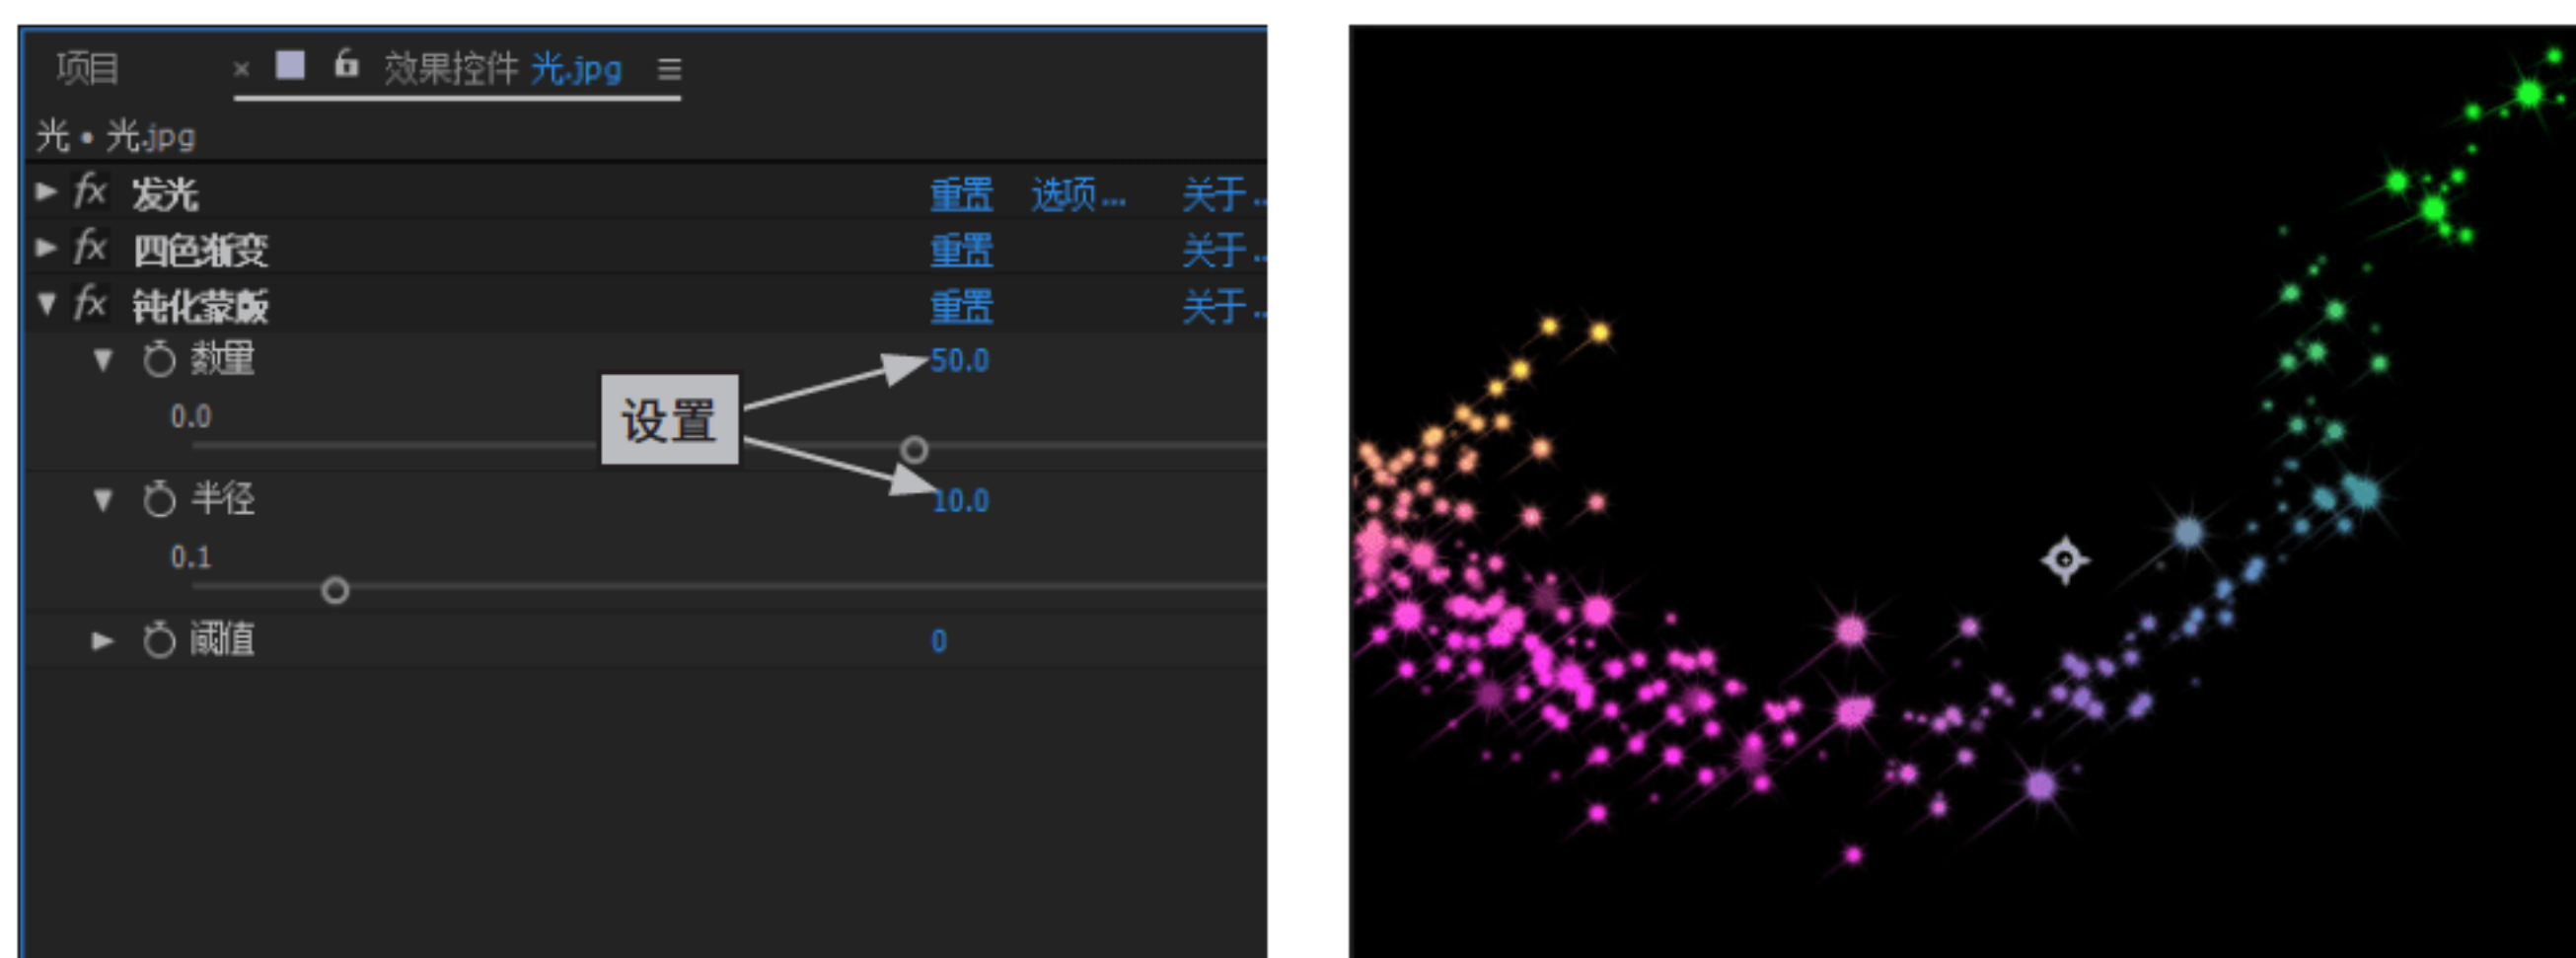 项目 × 效果控件 光.jpg ≡
光 • 光.jpg
fx 发光 重置 选项... 关于...
fx 四色渐变 重置 关于...
fx 钝化蒙版 重置 关于...
数量 50.0
设置
0.0
半径 10.0
0.1
阈值 0